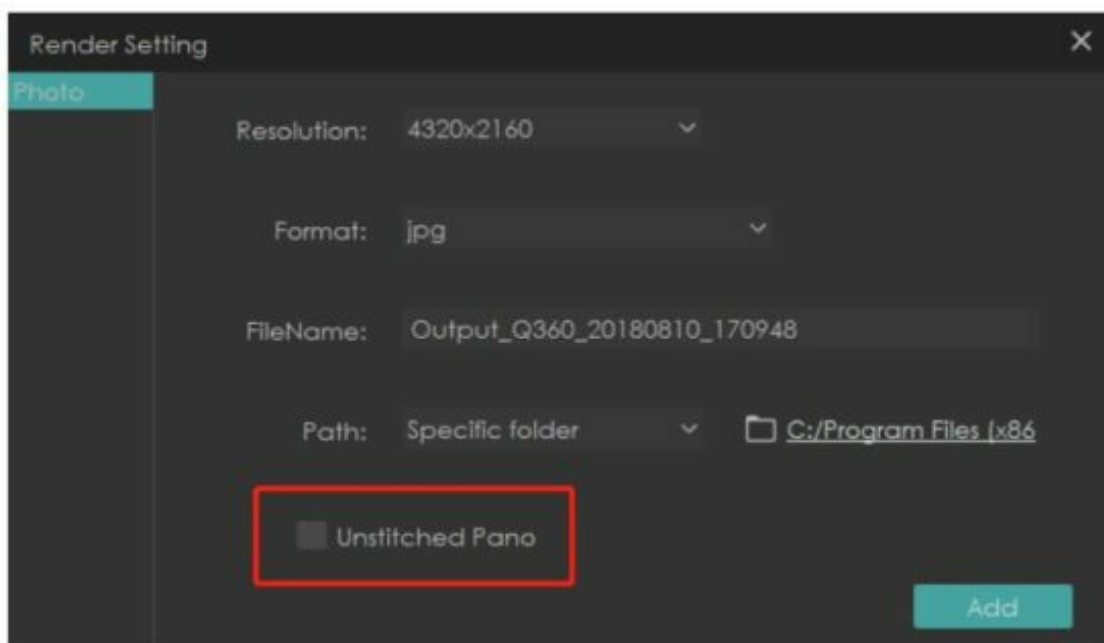 Render Setting
Photo
Resolution: 4320x2160
Format: jpg
FileName: Output_Q360_20180810_170948
Path: Specific folder C:/Program Files (x86
Unstitched Pano
Add